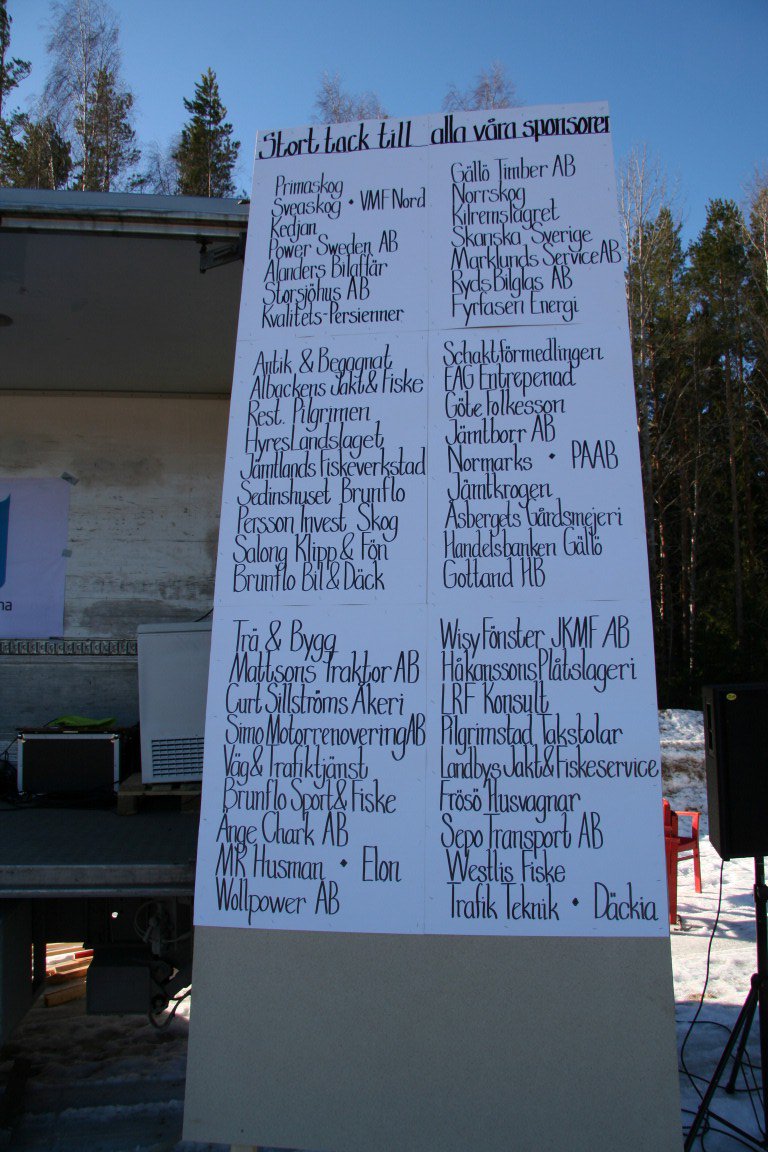 Stort tack till alla våra sponsorer
Primaskog
Sveaskog • VMF Nord
Kedjan
Power Sweden AB
Ålanders Bilaffär
Storsjöhus AB
Kvalitets-Persienner
Gällö Timber AB
Norrskog
Kilremslagret
Skanska Sverige
Marklunds Service AB
Ryds Bilglas AB
Fyrfasen Energi
Antik & Begagnat
Albackens Jakt & Fiske
Rest. Pilgrimen
HyresLandslaget
Jämtlands Fiskeverkstad
Sedinshuset Brunflo
Persson Invest Skog
Salong Klipp & Fön
Brunflo Bil & Däck
Schaktförmedlingen
EAG Entrepenad
Göte Folkesson
Jämtborr AB
Normarks • PAAB
Jämtkrogen
Åsbergets Gårdsmejeri
Handelsbanken Gällö
Gottand HB
Trä & Bygg
Mattsons Traktor AB
Curt Sillströms Åkeri
Simo Motorrenovering AB
Väg & Trafiktjänst
Brunflo Sport & Fiske
Ånge Chark AB
MR Husman • Elon
Wollpower AB
Wisy Fönster JKMF AB
Håkanssons Plåtslageri
LRF Konsult
Pilgrimstad Takstolar
Landbys Jakt & Fiskeservice
Frösö Husvagnar
Sepo Transport AB
Westlis Fiske
Trafik Teknik • Däckia